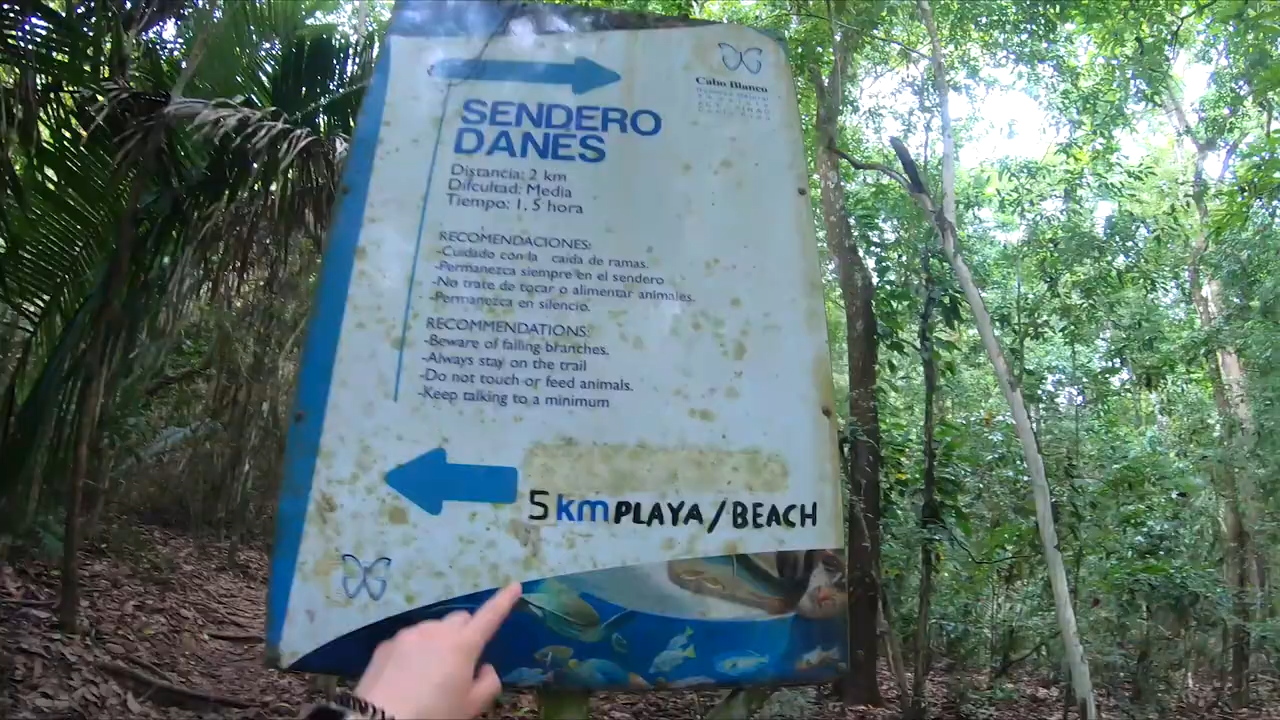 Cabo Blanco
SENDERO
DANES
Distancia: 2 km
Dificultad: Media
Tiempo: 1. 5 hora
RECOMENDACIONES:
-Cuidado con la caida de ramas.
-Permanezca siempre en el sendero
-No trate de tocar o alimentar animales.
-Permanezca en silencio.
RECOMMENDATIONS:
-Beware of falling branches.
-Always stay on the trail
-Do not touch or feed animals.
-Keep talking to a minimum
5 km PLAYA/BEACH